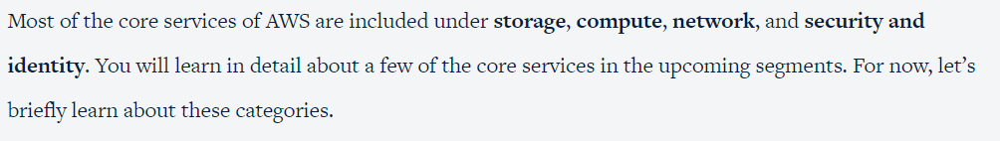 Most of the core services of AWS are included under storage, compute, network, and security and
identity. You will learn in detail about a few of the core services in the upcoming segments. For now, let’s
briefly learn about these categories.